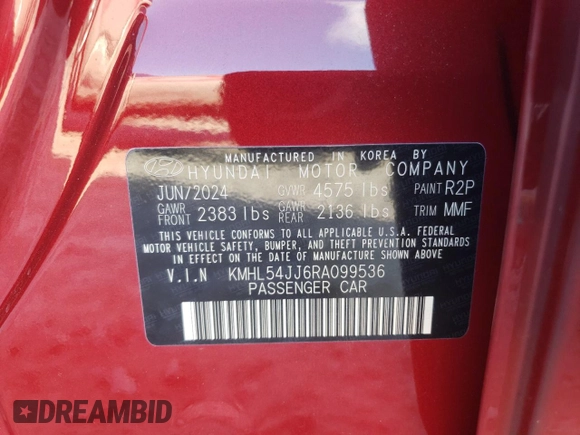 MANUFACTURED IN KOREA BY
HYUNDAI MOTOR COMPANY
JUN/2024 GVWR 4575 lbs PAINT R2P
GAWR FRONT 2383 lbs GAWR REAR 2136 lbs TRIM MMF
THIS VEHICLE CONFORMS TO ALL APPLICABLE U.S.A. FEDERAL
MOTOR VEHICLE SAFETY, BUMPER, AND THEFT PREVENTION STANDARDS
IN EFFECT ON THE DATE OF MANUFACTURE SHOWN ABOVE.
V.I.N KMHL54JJ6RA099536
PASSENGER CAR
DREAMBID